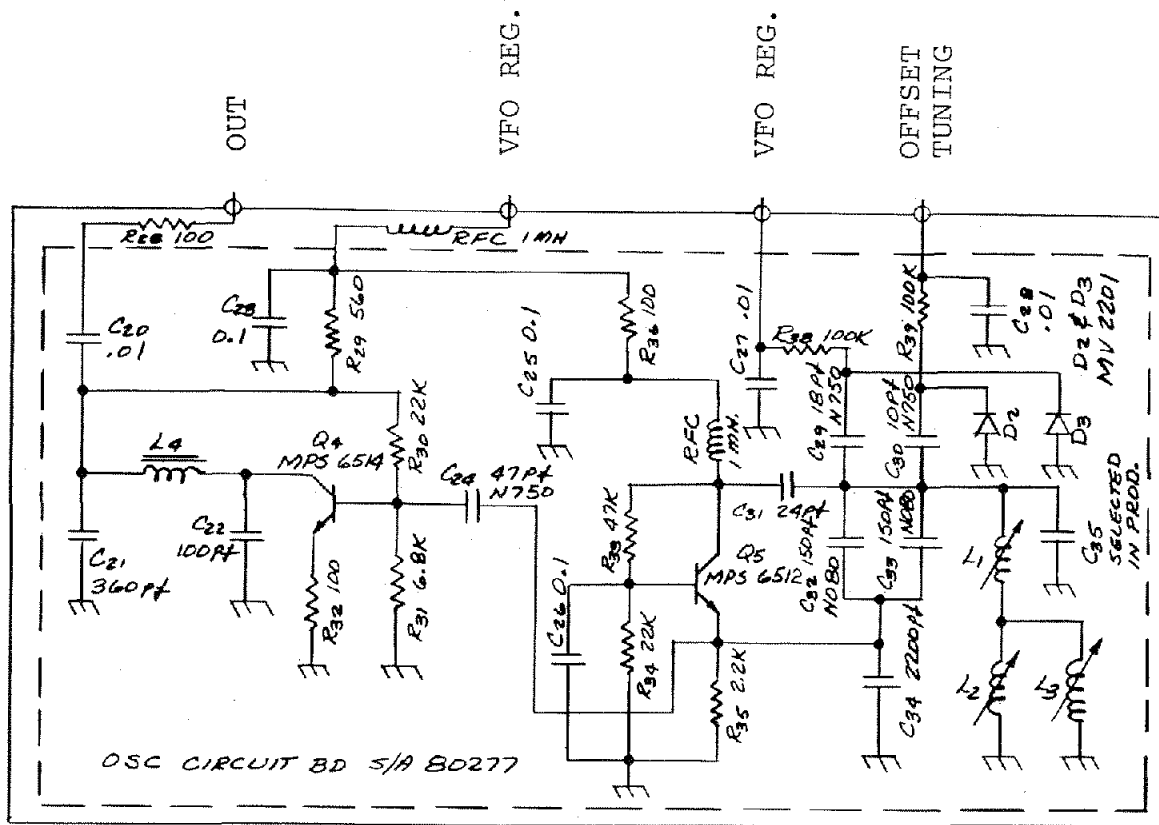 OUT
VFO REG.
VFO REG.
OFFSET
TUNING
R28 100
RFC 1MH
C20
.01
C23
0.1
R29 560
R36 100
C25 0.1
C27 .01
R38 100K
R39 100K
C28
.01
D2 & D3
MV 2201
L4
Q4
MPS 6514
R30 22K
C24
47Pf
N750
RFC
1 MH.
C29 18Pf
N750
C30 10Pf
N750
D2
D3
C21
360Pf
C22
100Pf
R32 100
R31 6.8K
C26 0.1
R33 47K
R34 22K
Q5
MPS 6512
R35 2.2K
C31 24Pf
C32 150Pf
N080
C33 150Pf
N080
C34 2200Pf
L1
L2
L3
C35
SELECTED
IN PROD.
OSC CIRCUIT BD S/A 80277